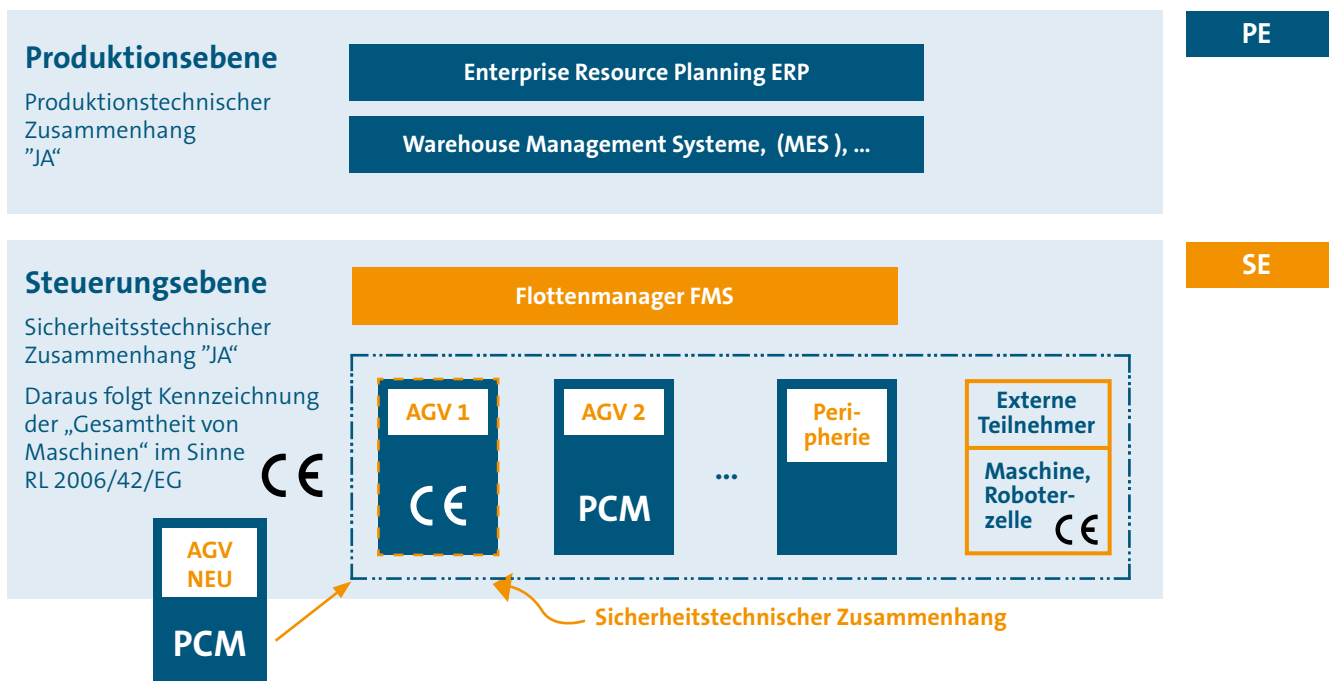 Produktionsebene
Produktionstechnischer
Zusammenhang
”JA“
Enterprise Resource Planning ERP
Warehouse Management Systeme, (MES ), ...
PE
Steuerungsebene
Sicherheitsstechnischer
Zusammenhang ”JA“
Daraus folgt Kennzeichnung
der „Gesamtheit von
Maschinen“ im Sinne
RL 2006/42/EG
CE
Flottenmanager FMS
SE
AGV 1
CE
AGV 2
PCM
...
Peri-
pherie
Externe
Teilnehmer
Maschine,
Roboter-
zelle
CE
AGV
NEU
PCM
Sicherheitstechnischer Zusammenhang